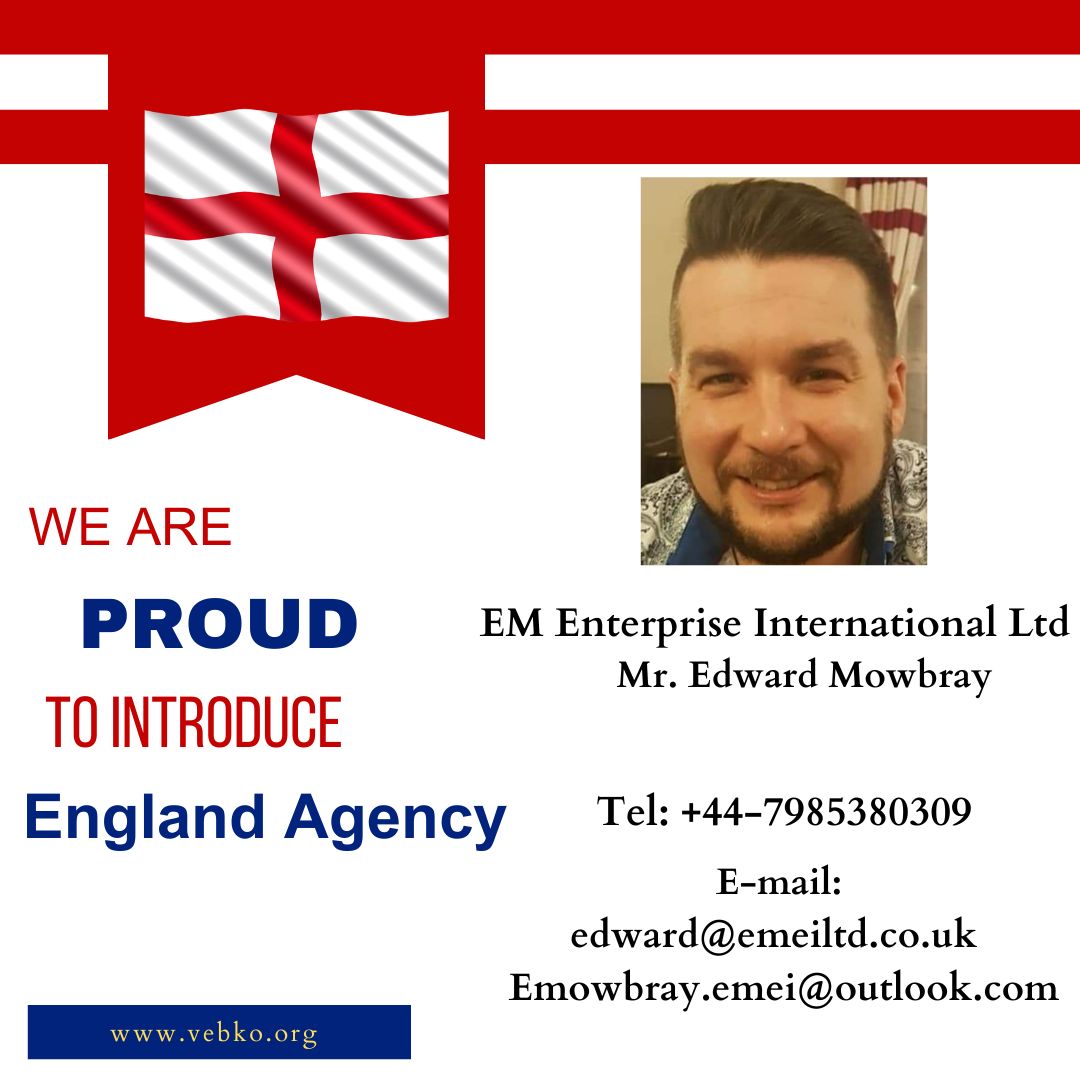 WE ARE
PROUD
TO INTRODUCE
England Agency
www.vebko.org
EM Enterprise International Ltd
Mr. Edward Mowbray
Tel: +44-7985380309
E-mail:
edward@emeiltd.co.uk
Emowbray.emei@outlook.com